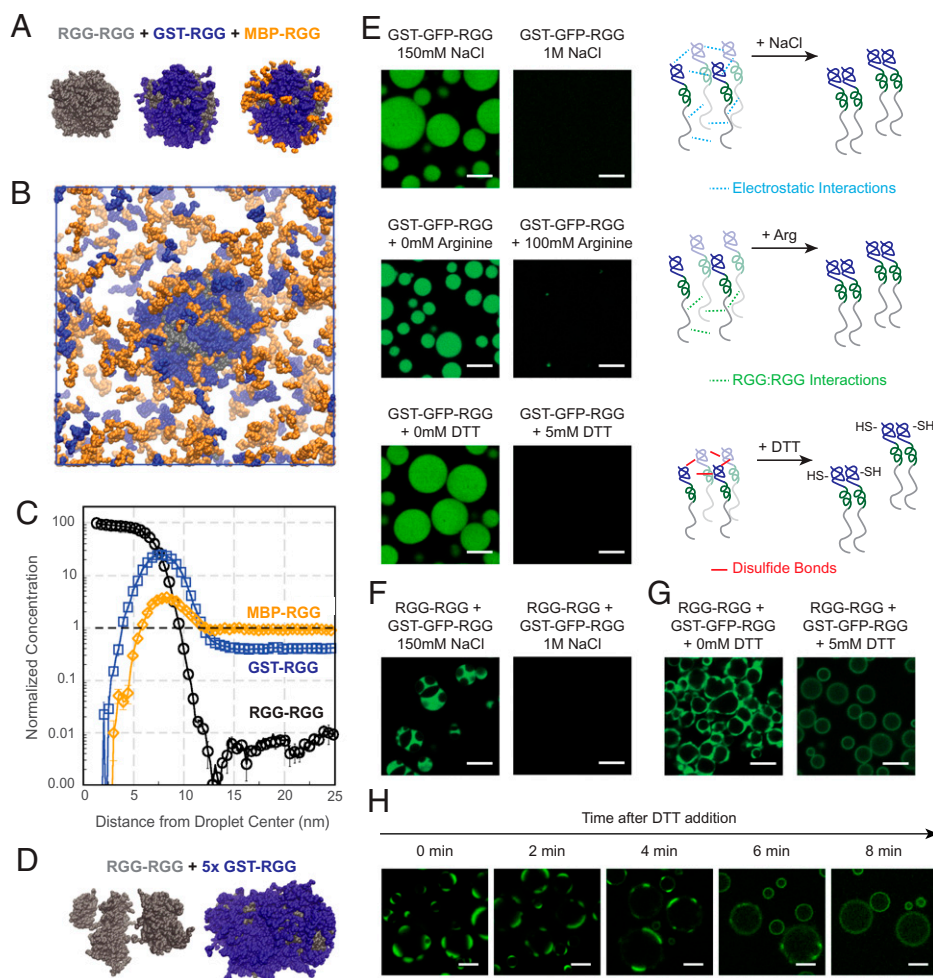 A
RGG-RGG + GST-RGG + MBP-RGG
B
C
100
10
1
0.1
0.01
0.00
Normalized Concentration
MBP-RGG
GST-RGG
RGG-RGG
0 5 10 15 20 25
Distance from Droplet Center (nm)
D
RGG-RGG + 5x GST-RGG
E
GST-GFP-RGG
150mM NaCl
GST-GFP-RGG
1M NaCl
+ NaCl
Electrostatic Interactions
GST-GFP-RGG
+ 0mM Arginine
GST-GFP-RGG
+ 100mM Arginine
+ Arg
RGG:RGG Interactions
GST-GFP-RGG
+ 0mM DTT
GST-GFP-RGG
+ 5mM DTT
+ DTT
HS- -SH
HS- -SH
Disulfide Bonds
F
RGG-RGG +
GST-GFP-RGG
150mM NaCl
RGG-RGG +
GST-GFP-RGG
1M NaCl
G
RGG-RGG +
GST-GFP-RGG
+ 0mM DTT
RGG-RGG +
GST-GFP-RGG
+ 5mM DTT
H
Time after DTT addition
0 min 2 min 4 min 6 min 8 min